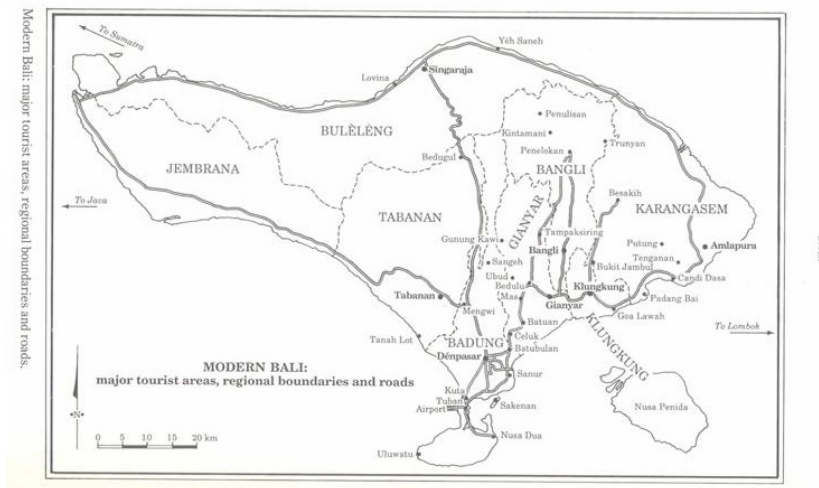 Modern Bali: major tourist areas, regional boundaries and roads.
To Sumatra
Yéh Saneh
Singaraja
Lovina
Penulisan
BULÈLÈNG
Kintamani
Trunyan
Penelokan
Bedugul
JEMBRANA
BANGLI
Besakih
To Java
TABANAN
GIANYAR
KARANGASEM
Tampaksiring
Gunung Kawi
Putung
Amlapura
Bangli
Sangeh
Tenganan
Bukit Jambul
Ubud
Candi Dasa
Bedulu
Klungkung
Tabanan
Mas
Gianyar
Padang Bai
Mengwi
Goa Lawah
Batuan
To Lombok
Tanah Lot
Celuk
BADUNG
Batubulan
KLUNGKUNG
Dénpasar
MODERN BALI:
major tourist areas, regional boundaries and roads
Sanur
Kuta
Tuban
Sakenan
Airport
Nusa Penida
N
0 5 10 15 20 km
Nusa Dua
Uluwatu